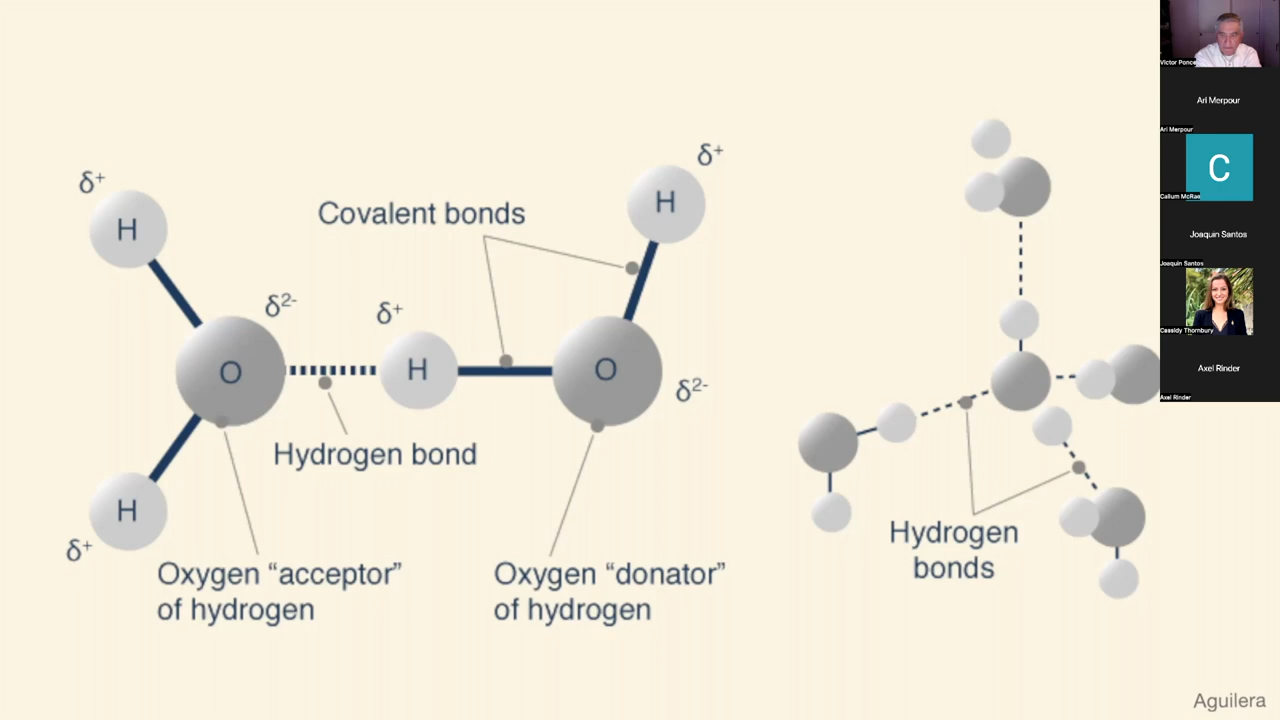 δ+
H
δ2-
O
H
δ+
Covalent bonds
δ+
H
δ+
H
O
δ2-
Hydrogen bond
Oxygen “acceptor”
of hydrogen
Oxygen “donator”
of hydrogen
Hydrogen
bonds
Aguilera
Victor Ponce
Ari Merpour
Ari Merpour
C
Callum McRae
Joaquin Santos
Joaquin Santos
Cassidy Thornbury
Axel Rinder
Axel Rinder